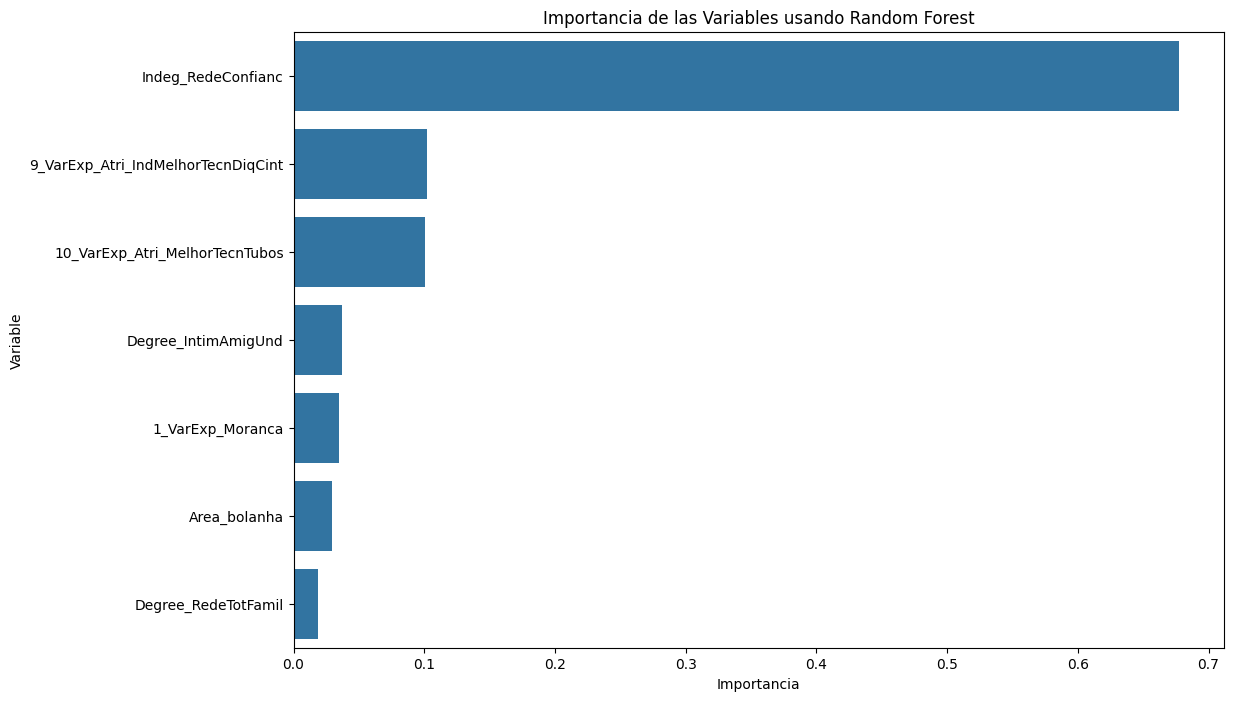 Importancia de las Variables usando Random Forest
Variable
Indeg_RedeConfianc
9_VarExp_Atri_IndMelhorTecnDiqCint
10_VarExp_Atri_MelhorTecnTubos
Degree_IntimAmigUnd
1_VarExp_Moranca
Area_bolanha
Degree_RedeTotFamil
0.0 0.1 0.2 0.3 0.4 0.5 0.6 0.7
Importancia